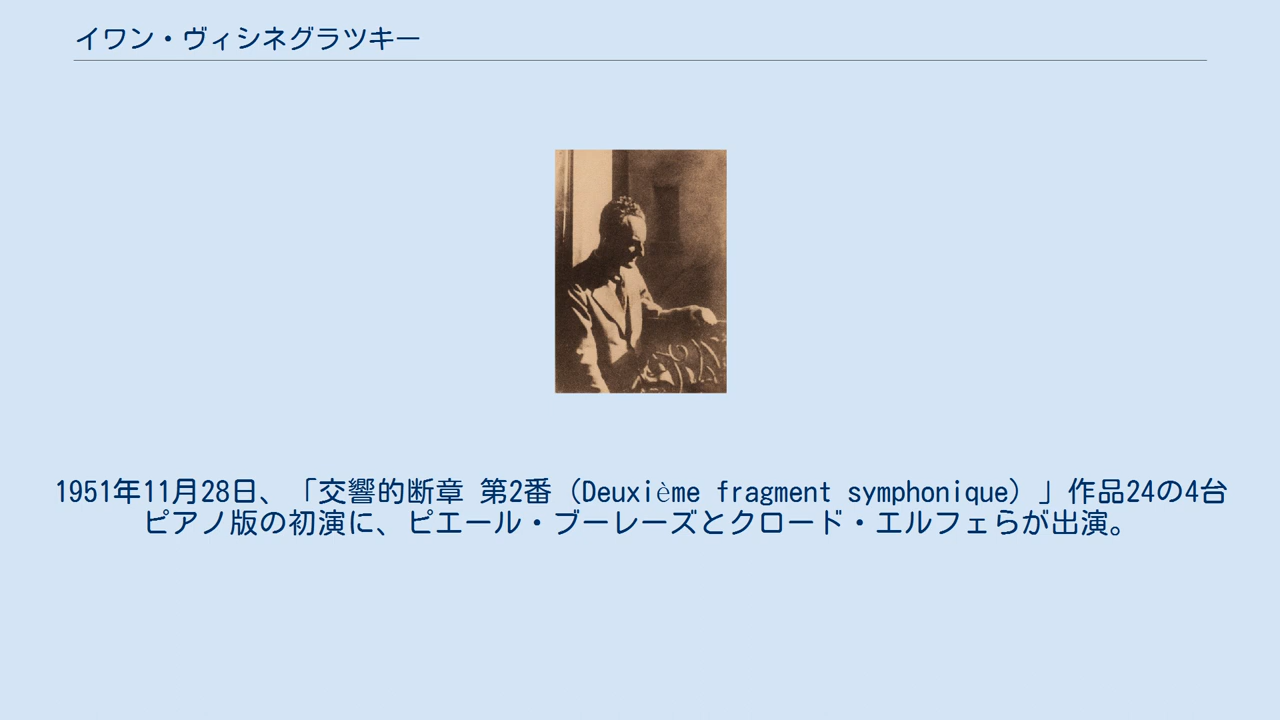 イワン・ヴィシネグラツキー
1951年11月28日、「交響的断章 第2番（Deuxième fragment symphonique）」作品24の4台
ピアノ版の初演に、ピエール・ブーレーズとクロード・エルフェらが出演。